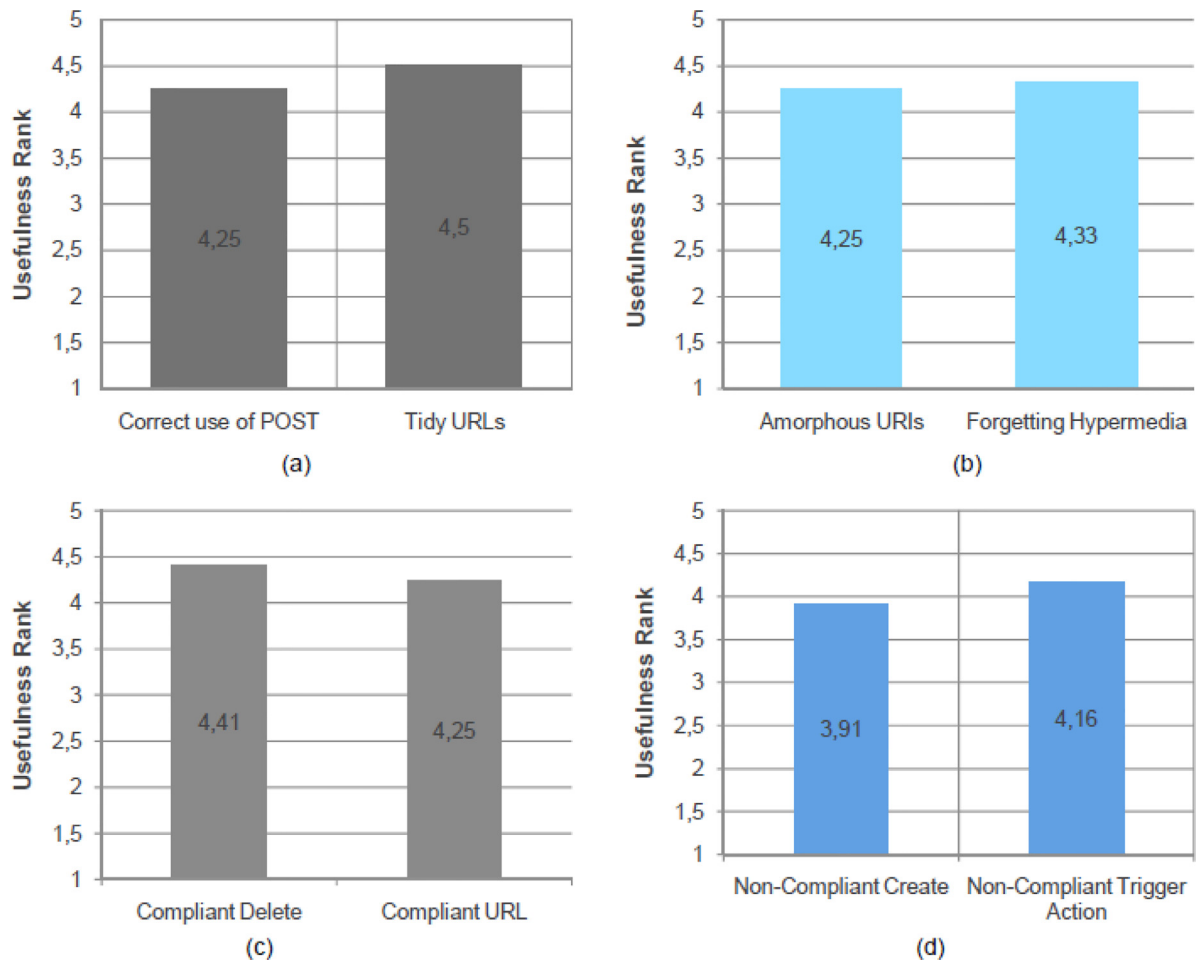 Usefulness Rank
5
4,5
4
3,5
3
2,5
2
1,5
1
4,25
4,5
Correct use of POST
Tidy URLs
(a)
Usefulness Rank
5
4,5
4
3,5
3
2,5
2
1,5
1
4,25
4,33
Amorphous URIs
Forgetting Hypermedia
(b)
Usefulness Rank
5
4,5
4
3,5
3
2,5
2
1,5
1
4,41
4,25
Compliant Delete
Compliant URL
(c)
Usefulness Rank
5
4,5
4
3,5
3
2,5
2
1,5
1
3,91
4,16
Non-Compliant Create
Non-Compliant Trigger
Action
(d)